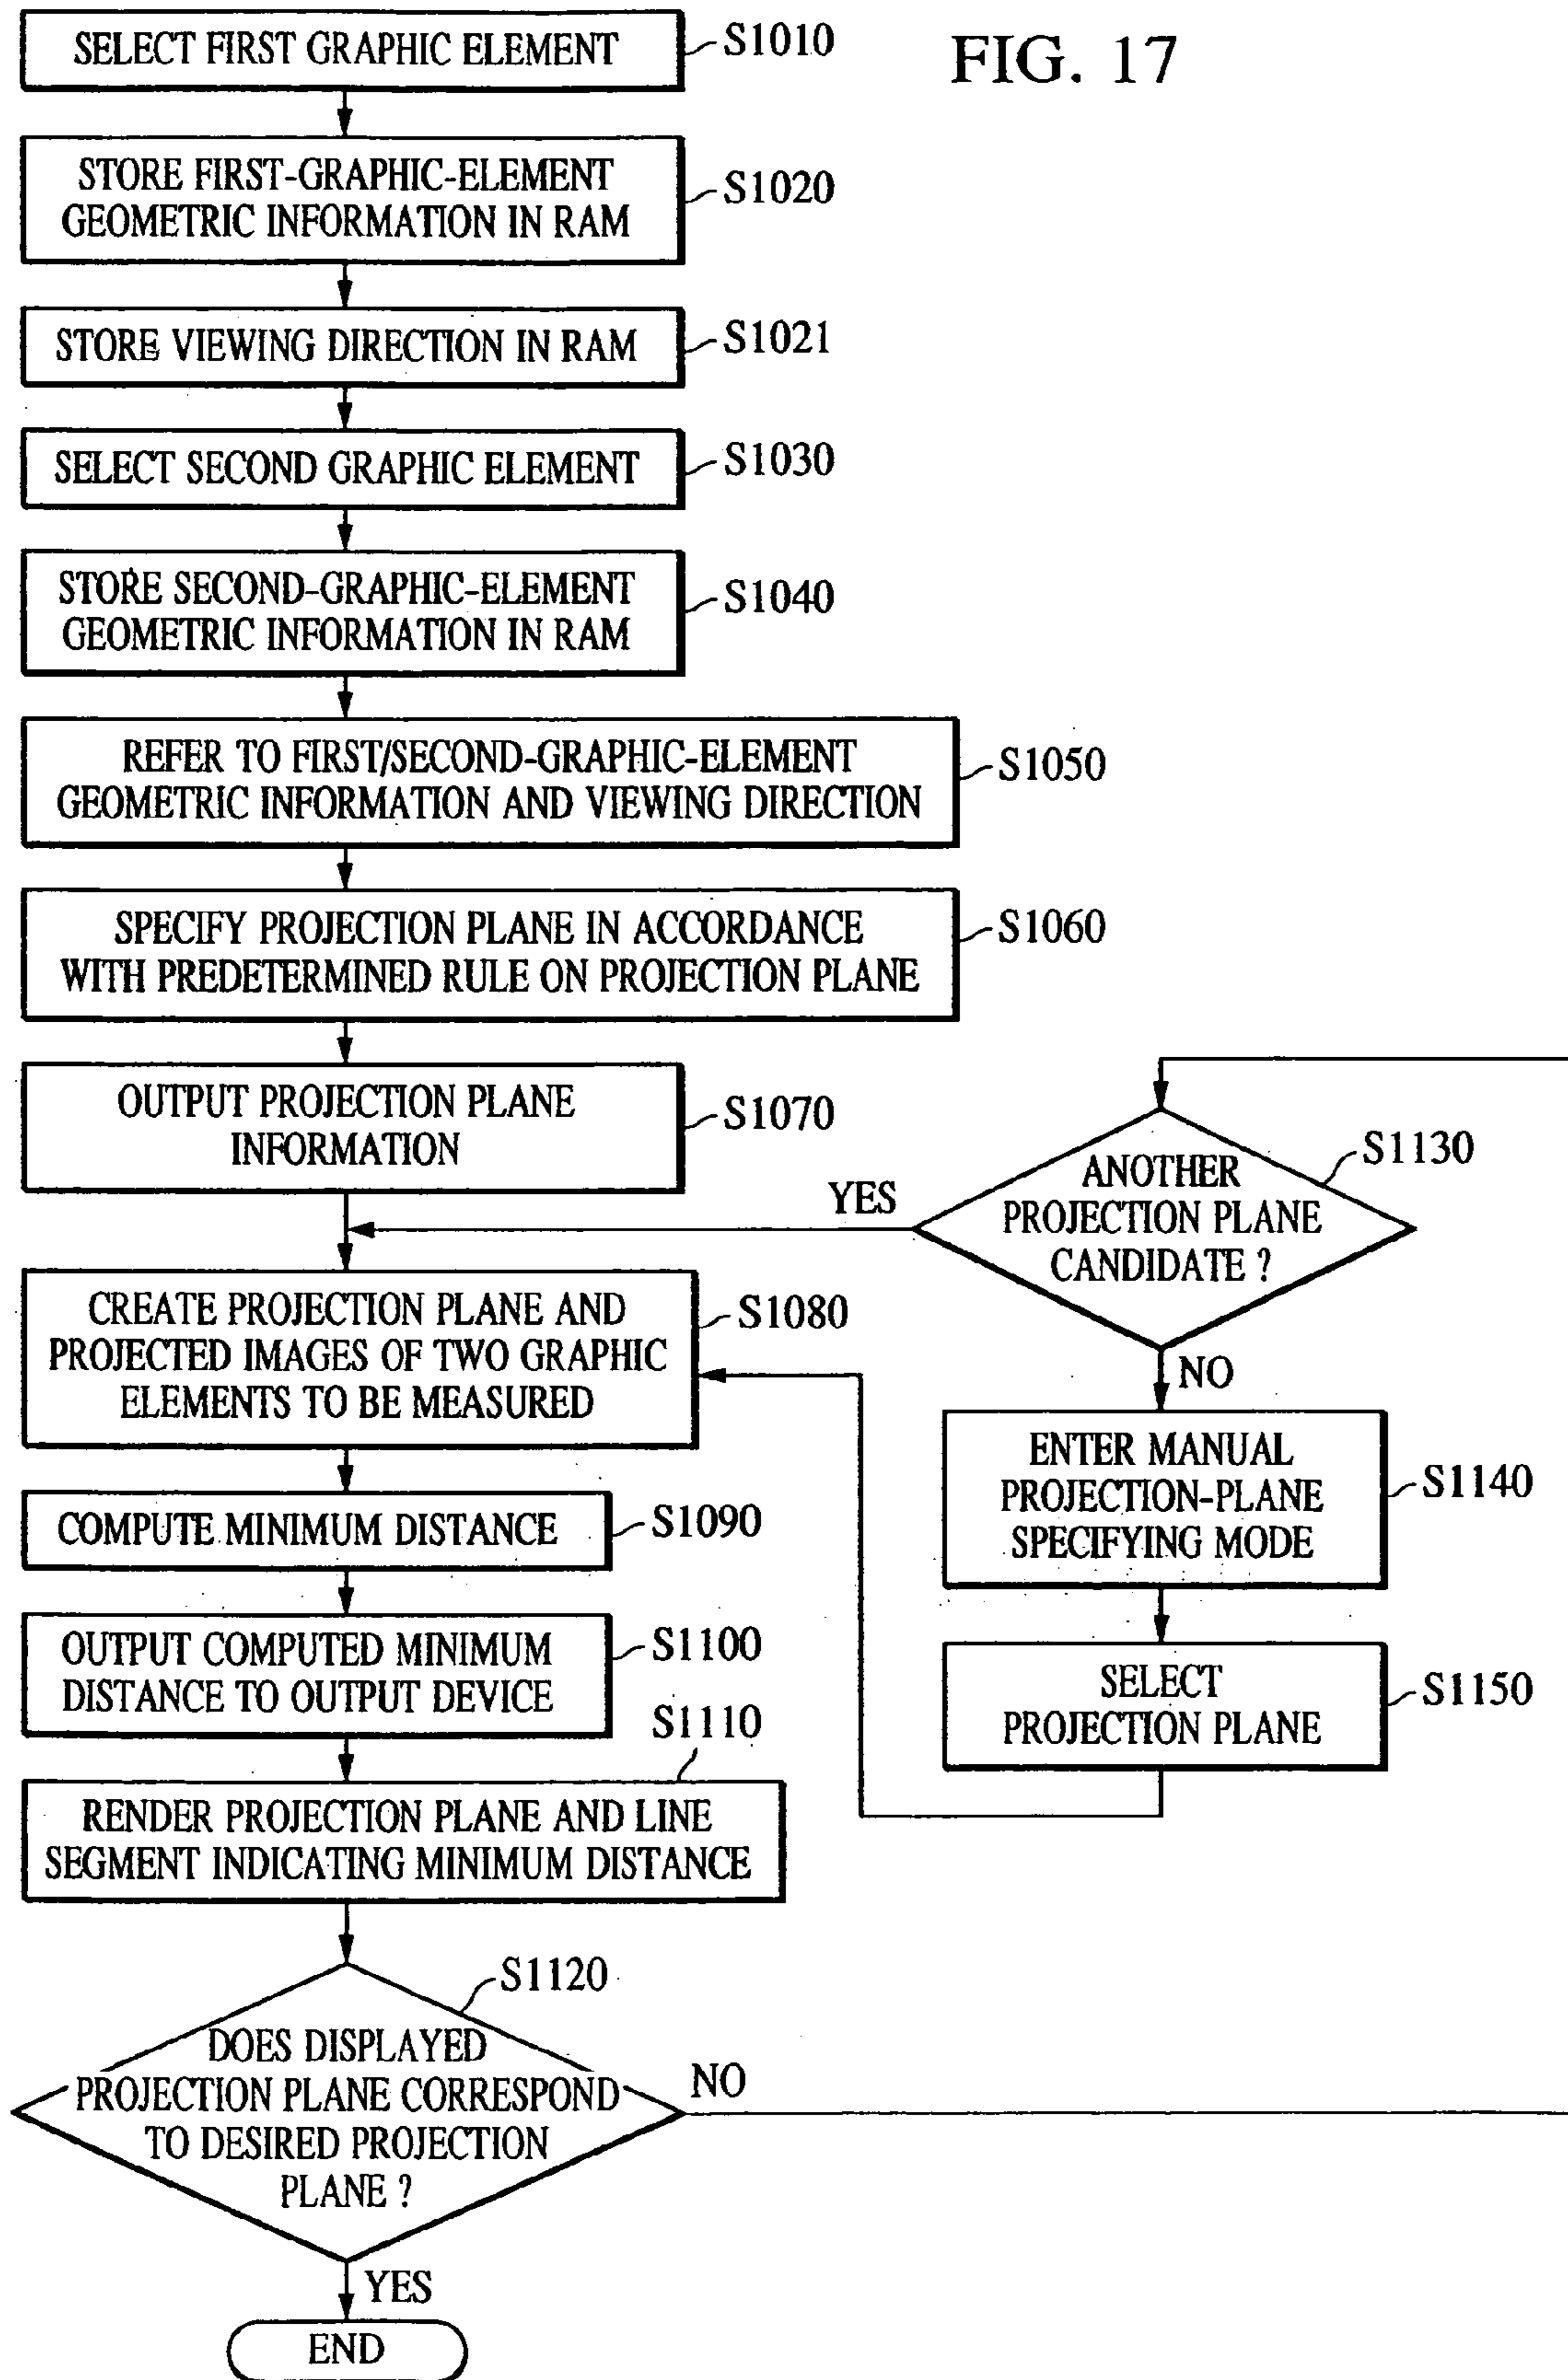 FIG. 17
SELECT FIRST GRAPHIC ELEMENT
S1010
STORE FIRST-GRAPHIC-ELEMENT
GEOMETRIC INFORMATION IN RAM
S1020
STORE VIEWING DIRECTION IN RAM
S1021
SELECT SECOND GRAPHIC ELEMENT
S1030
STORE SECOND-GRAPHIC-ELEMENT
GEOMETRIC INFORMATION IN RAM
S1040
REFER TO FIRST/SECOND-GRAPHIC-ELEMENT
GEOMETRIC INFORMATION AND VIEWING DIRECTION
S1050
SPECIFY PROJECTION PLANE IN ACCORDANCE
WITH PREDETERMINED RULE ON PROJECTION PLANE
S1060
OUTPUT PROJECTION PLANE
INFORMATION
S1070
CREATE PROJECTION PLANE AND
PROJECTED IMAGES OF TWO GRAPHIC
ELEMENTS TO BE MEASURED
S1080
COMPUTE MINIMUM DISTANCE
S1090
OUTPUT COMPUTED MINIMUM
DISTANCE TO OUTPUT DEVICE
S1100
S1110
RENDER PROJECTION PLANE AND LINE
SEGMENT INDICATING MINIMUM DISTANCE
S1120
DOES DISPLAYED
PROJECTION PLANE CORRESPOND
TO DESIRED PROJECTION
PLANE ?
NO
YES
END
S1130
ANOTHER
PROJECTION PLANE
CANDIDATE ?
YES
NO
ENTER MANUAL
PROJECTION-PLANE
SPECIFYING MODE
S1140
SELECT
PROJECTION PLANE
S1150